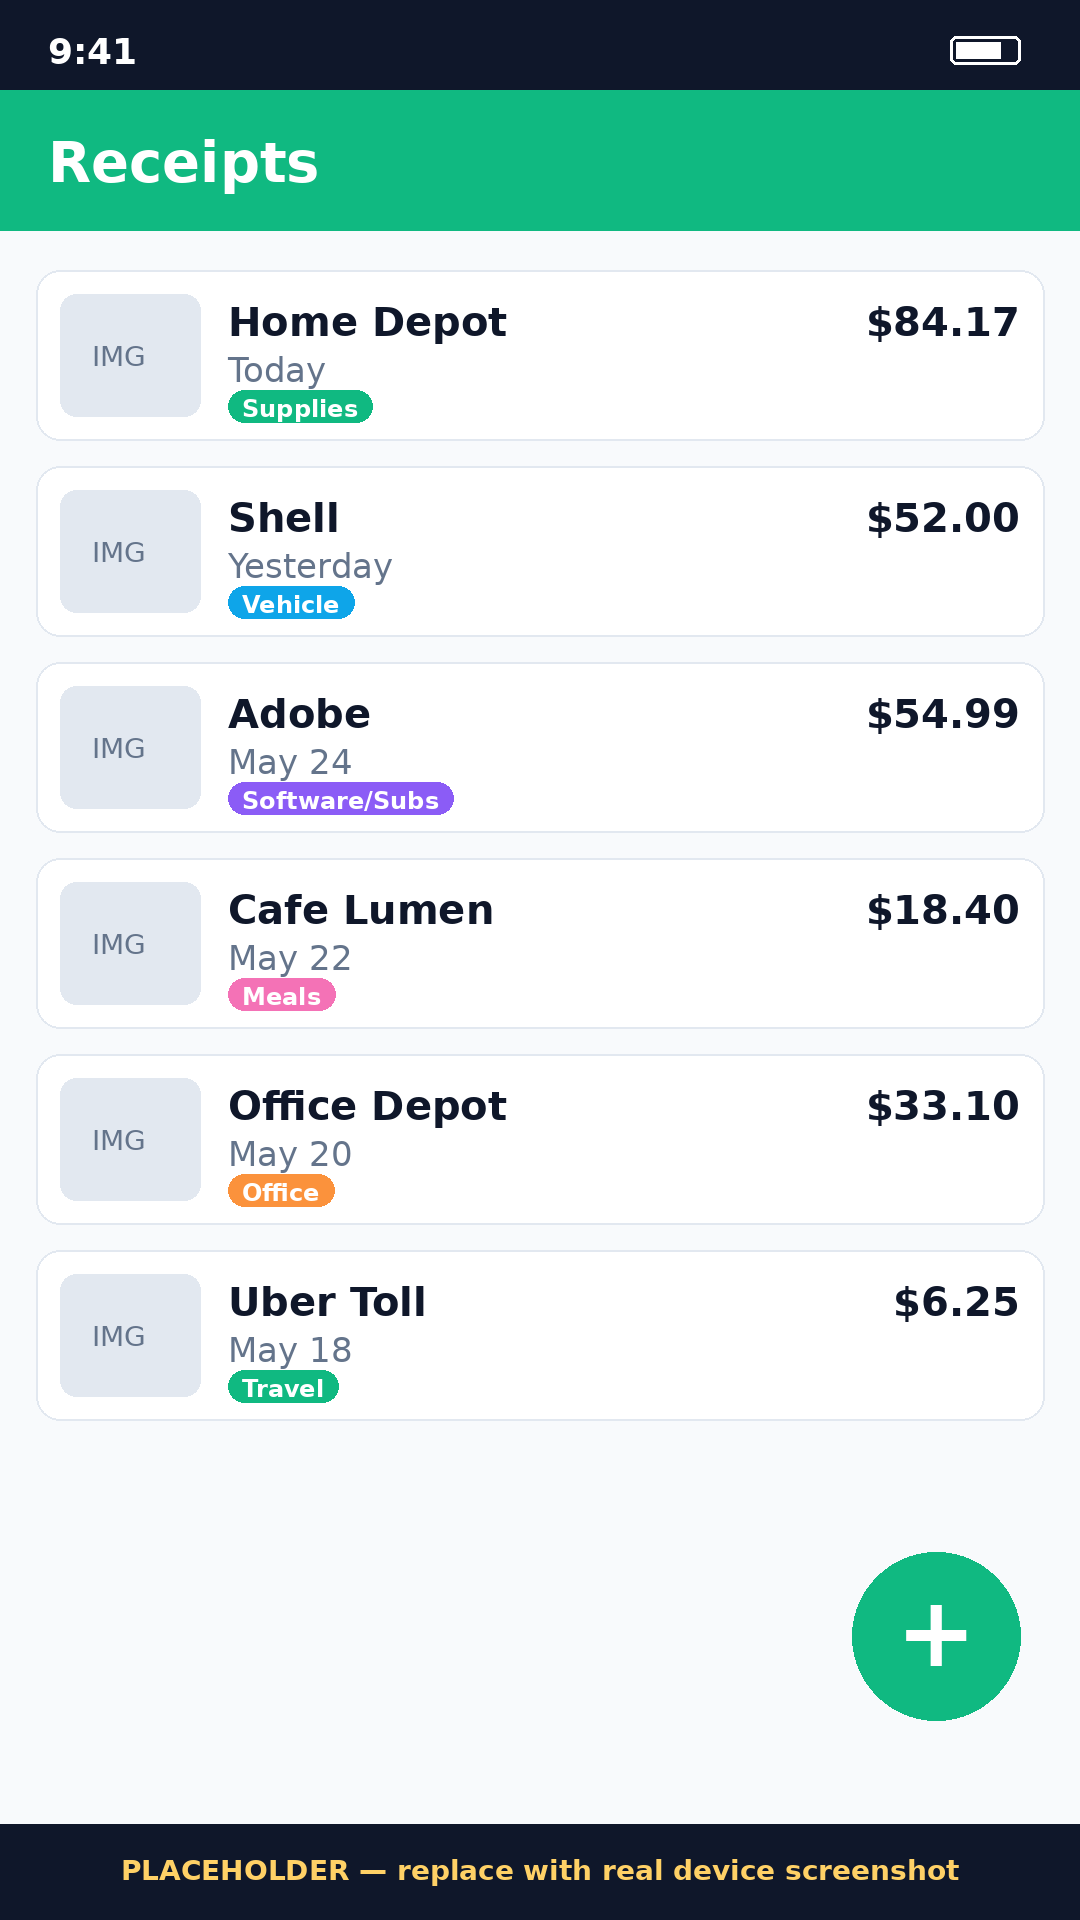 9:41
Receipts
IMG
Home Depot
$84.17
Today
Supplies
IMG
Shell
$52.00
Yesterday
Vehicle
IMG
Adobe
$54.99
May 24
Software/Subs
IMG
Cafe Lumen
$18.40
May 22
Meals
IMG
Office Depot
$33.10
May 20
Office
IMG
Uber Toll
$6.25
May 18
Travel
+
PLACEHOLDER — replace with real device screenshot